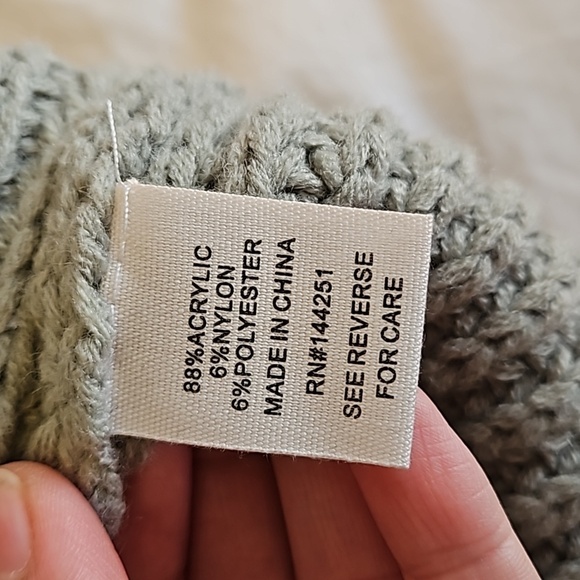 88%ACRYLIC
6%NYLON
6%POLYESTER
MADE IN CHINA
RN#144251
SEE REVERSE
FOR CARE